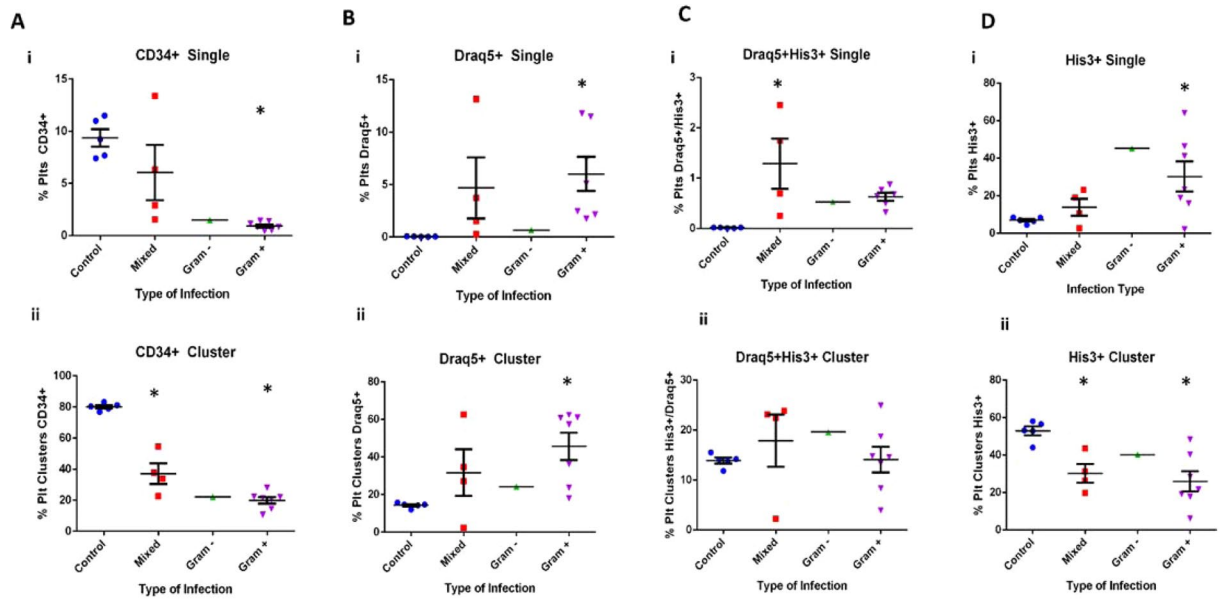 A
i
CD34+ Single
% Plts CD34+
15
10
5
0
*
Control
Mixed
Gram -
Gram +
Type of Infection
ii
CD34+ Cluster
% Plt Clusters CD34+
100
80
60
40
20
0
*
*
Control
Mixed
Gram -
Gram +
Type of Infection
B
i
Draq5+ Single
% Plts Draq5+
15
10
5
0
*
Control
Mixed
Gram -
Gram +
Type of Infection
ii
Draq5+ Cluster
% Plt Clusters Draq5+
80
60
40
20
0
*
Control
Mixed
Gram -
Gram +
Type of Infection
C
i
Draq5+His3+ Single
% Plts Draq5+/His3+
3
2
1
0
*
Control
Mixed
Gram -
Gram +
Type of Infection
ii
Draq5+His3+ Cluster
% Plt Clusters His3+/Draq5+
30
20
10
0
Control
Mixed
Gram -
Gram +
Type of Infection
D
i
His3+ Single
% Plts His3+
80
60
40
20
0
*
Control
Mixed
Gram -
Gram +
Infection Type
ii
His3+ Cluster
% Plt Clusters His3+
80
60
40
20
0
*
*
Control
Mixed
Gram -
Gram +
Type of Infection